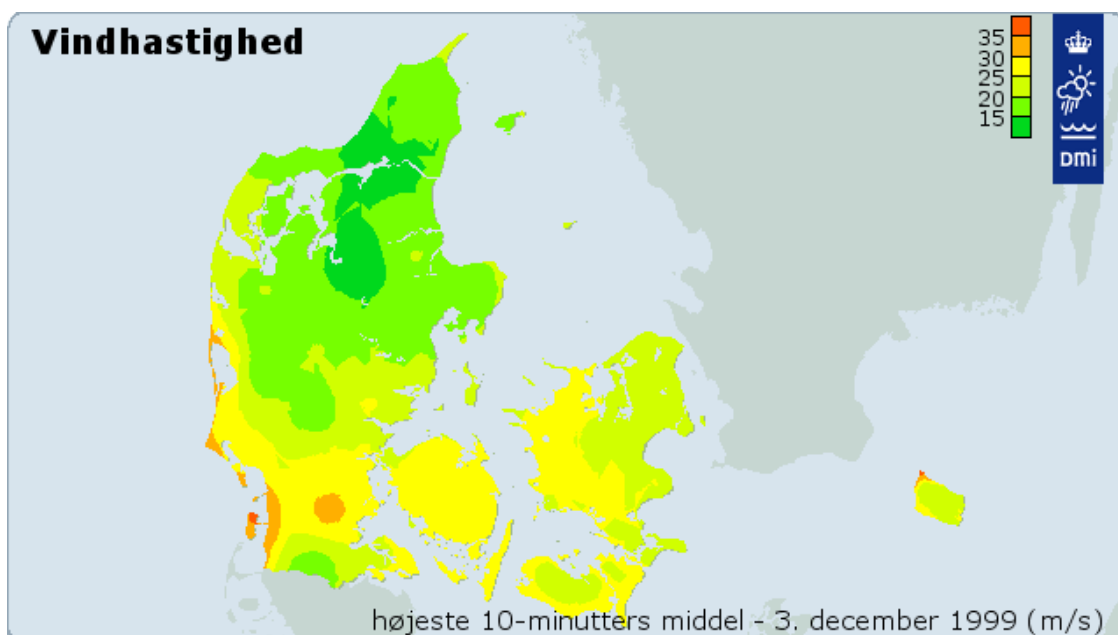 Vindhastighed
35
30
25
20
15
DMI
højeste 10-minutters middel - 3. december 1999 (m/s)